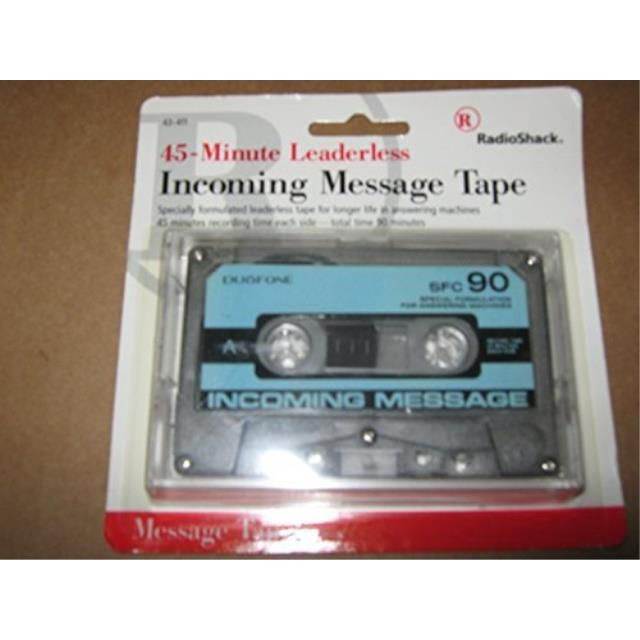 43-411
R
RadioShack.
45-Minute Leaderless
Incoming Message Tape
Specially formulated leaderless tape for longer life in answering machines
45 minutes recording time each side — total time 90 minutes
DUŌFONE
SFC 90
SPECIAL FORMULATION
FOR ANSWERING MACHINES
A
INCOMING MESSAGE
Message